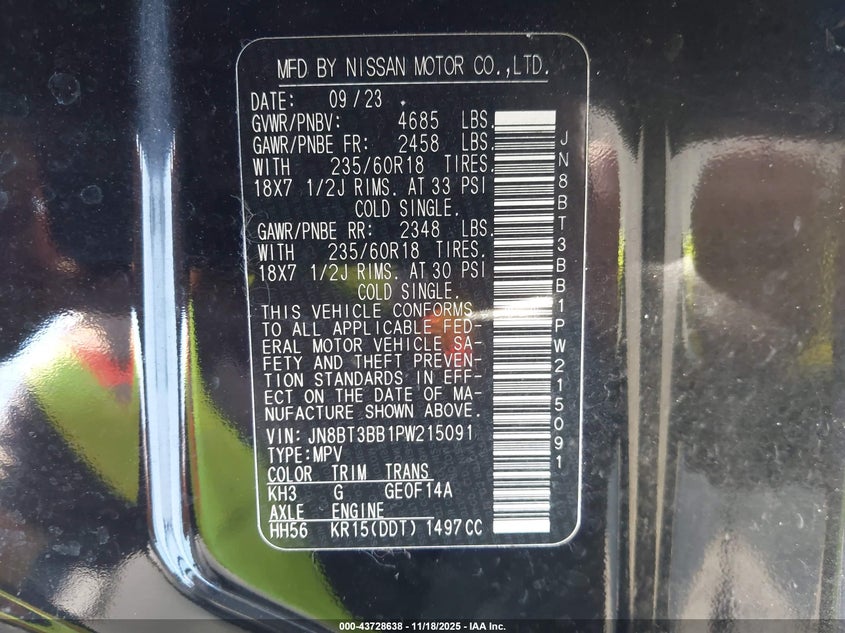 MFD BY NISSAN MOTOR CO.,LTD.
DATE: 09/23
GVWR/PNBV: 4685 LBS.
GAWR/PNBE FR: 2458 LBS.
WITH 235/60R18 TIRES.
18X7 1/2J RIMS. AT 33 PSI
COLD SINGLE.
GAWR/PNBE RR: 2348 LBS.
WITH 235/60R18 TIRES.
18X7 1/2J RIMS. AT 30 PSI
COLD SINGLE.
THIS VEHICLE CONFORMS
TO ALL APPLICABLE FED-
ERAL MOTOR VEHICLE SA-
FETY AND THEFT PREVEN-
TION STANDARDS IN EFF-
ECT ON THE DATE OF MA-
NUFACTURE SHOWN ABOVE.
VIN: JN8BT3BB1PW215091
TYPE:MPV
COLOR TRIM TRANS
KH3 G GEOF14A
AXLE ENGINE
HH56 KR15(DDT) 1497CC
JN8BT3BB1PW215091
000-43728638 - 11/18/2025 - IAA Inc.